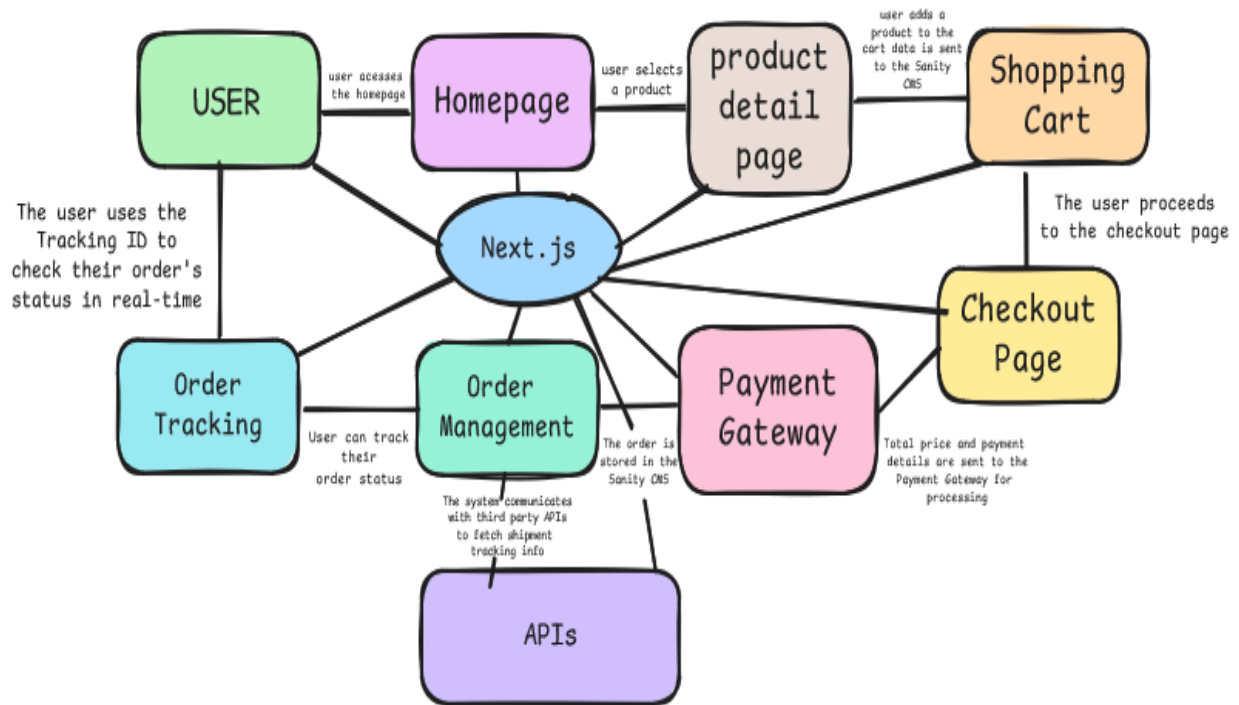 USER
user acesses
the homepage
Homepage
user selects
a product
product
detail
page
user adds a
product to the
cart data is sent
to the Sanity
CMS
Shopping
Cart
The user uses the
Tracking ID to
check their order's
status in real-time
Next.js
The user proceeds
to the checkout page
Checkout
Page
Order
Tracking
User can track
their
order status
Order
Management
The order is
stored in the
Sanity CMS
Payment
Gateway
Total price and payment
details are sent to the
Payment Gateway for
processing
The system communicates
with third party APIs
to fetch shipment
tracking info
APIs